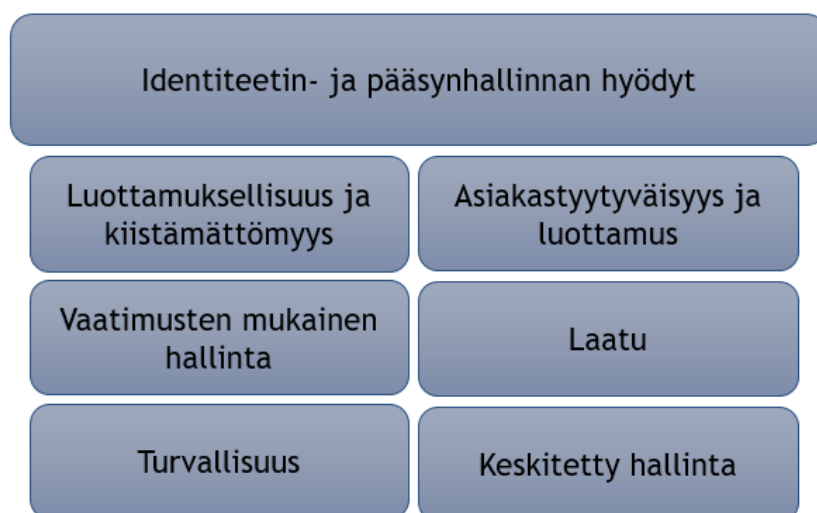 Identiteetin- ja pääsynhallinnan hyödyt
Luottamuksellisuus ja
kiistämättömyys
Asiakastyytyväisyys ja
luottamus
Vaatimusten mukainen
hallinta
Laatu
Turvallisuus
Keskitetty hallinta